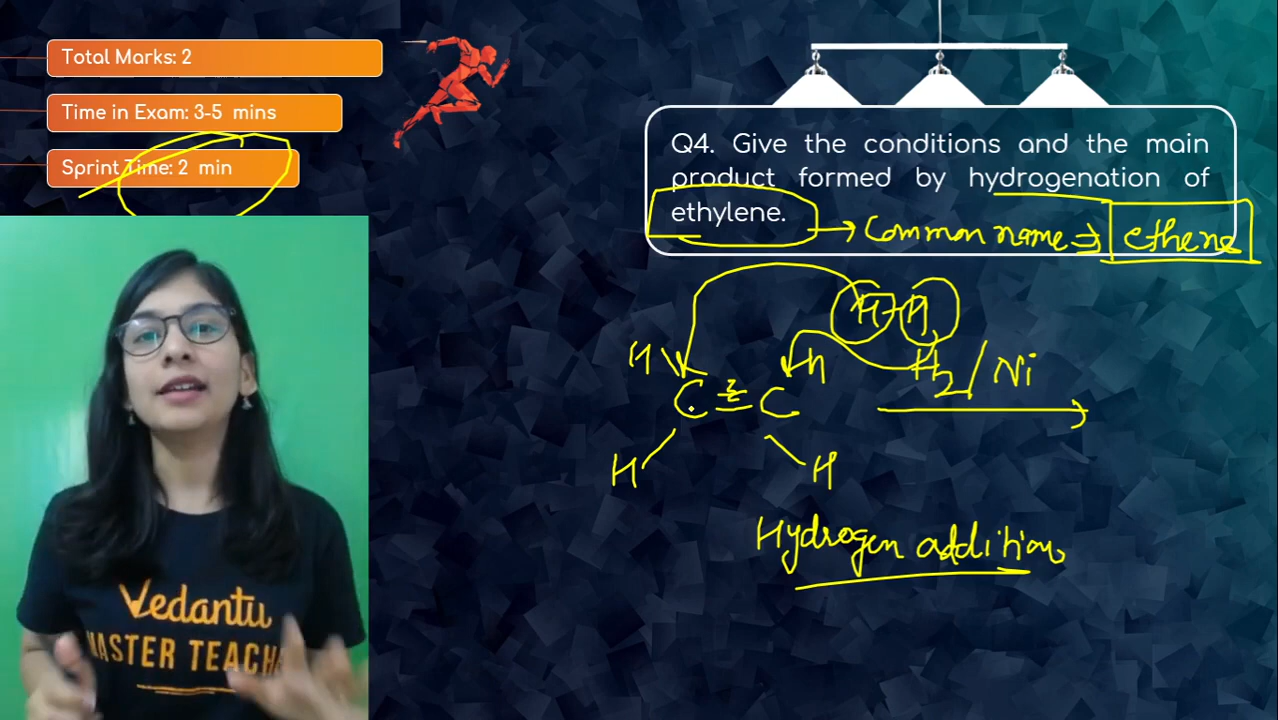 Total Marks: 2
Time in Exam: 3-5 mins
Sprint Time: 2 min
Q4. Give the conditions and the main
product formed by hydrogenation of
ethylene.
→ Common name ⇒ ethene
H-H
H H H2/Ni
C = C
H H
Hydrogen addition
Vedantu
MASTER TEACH